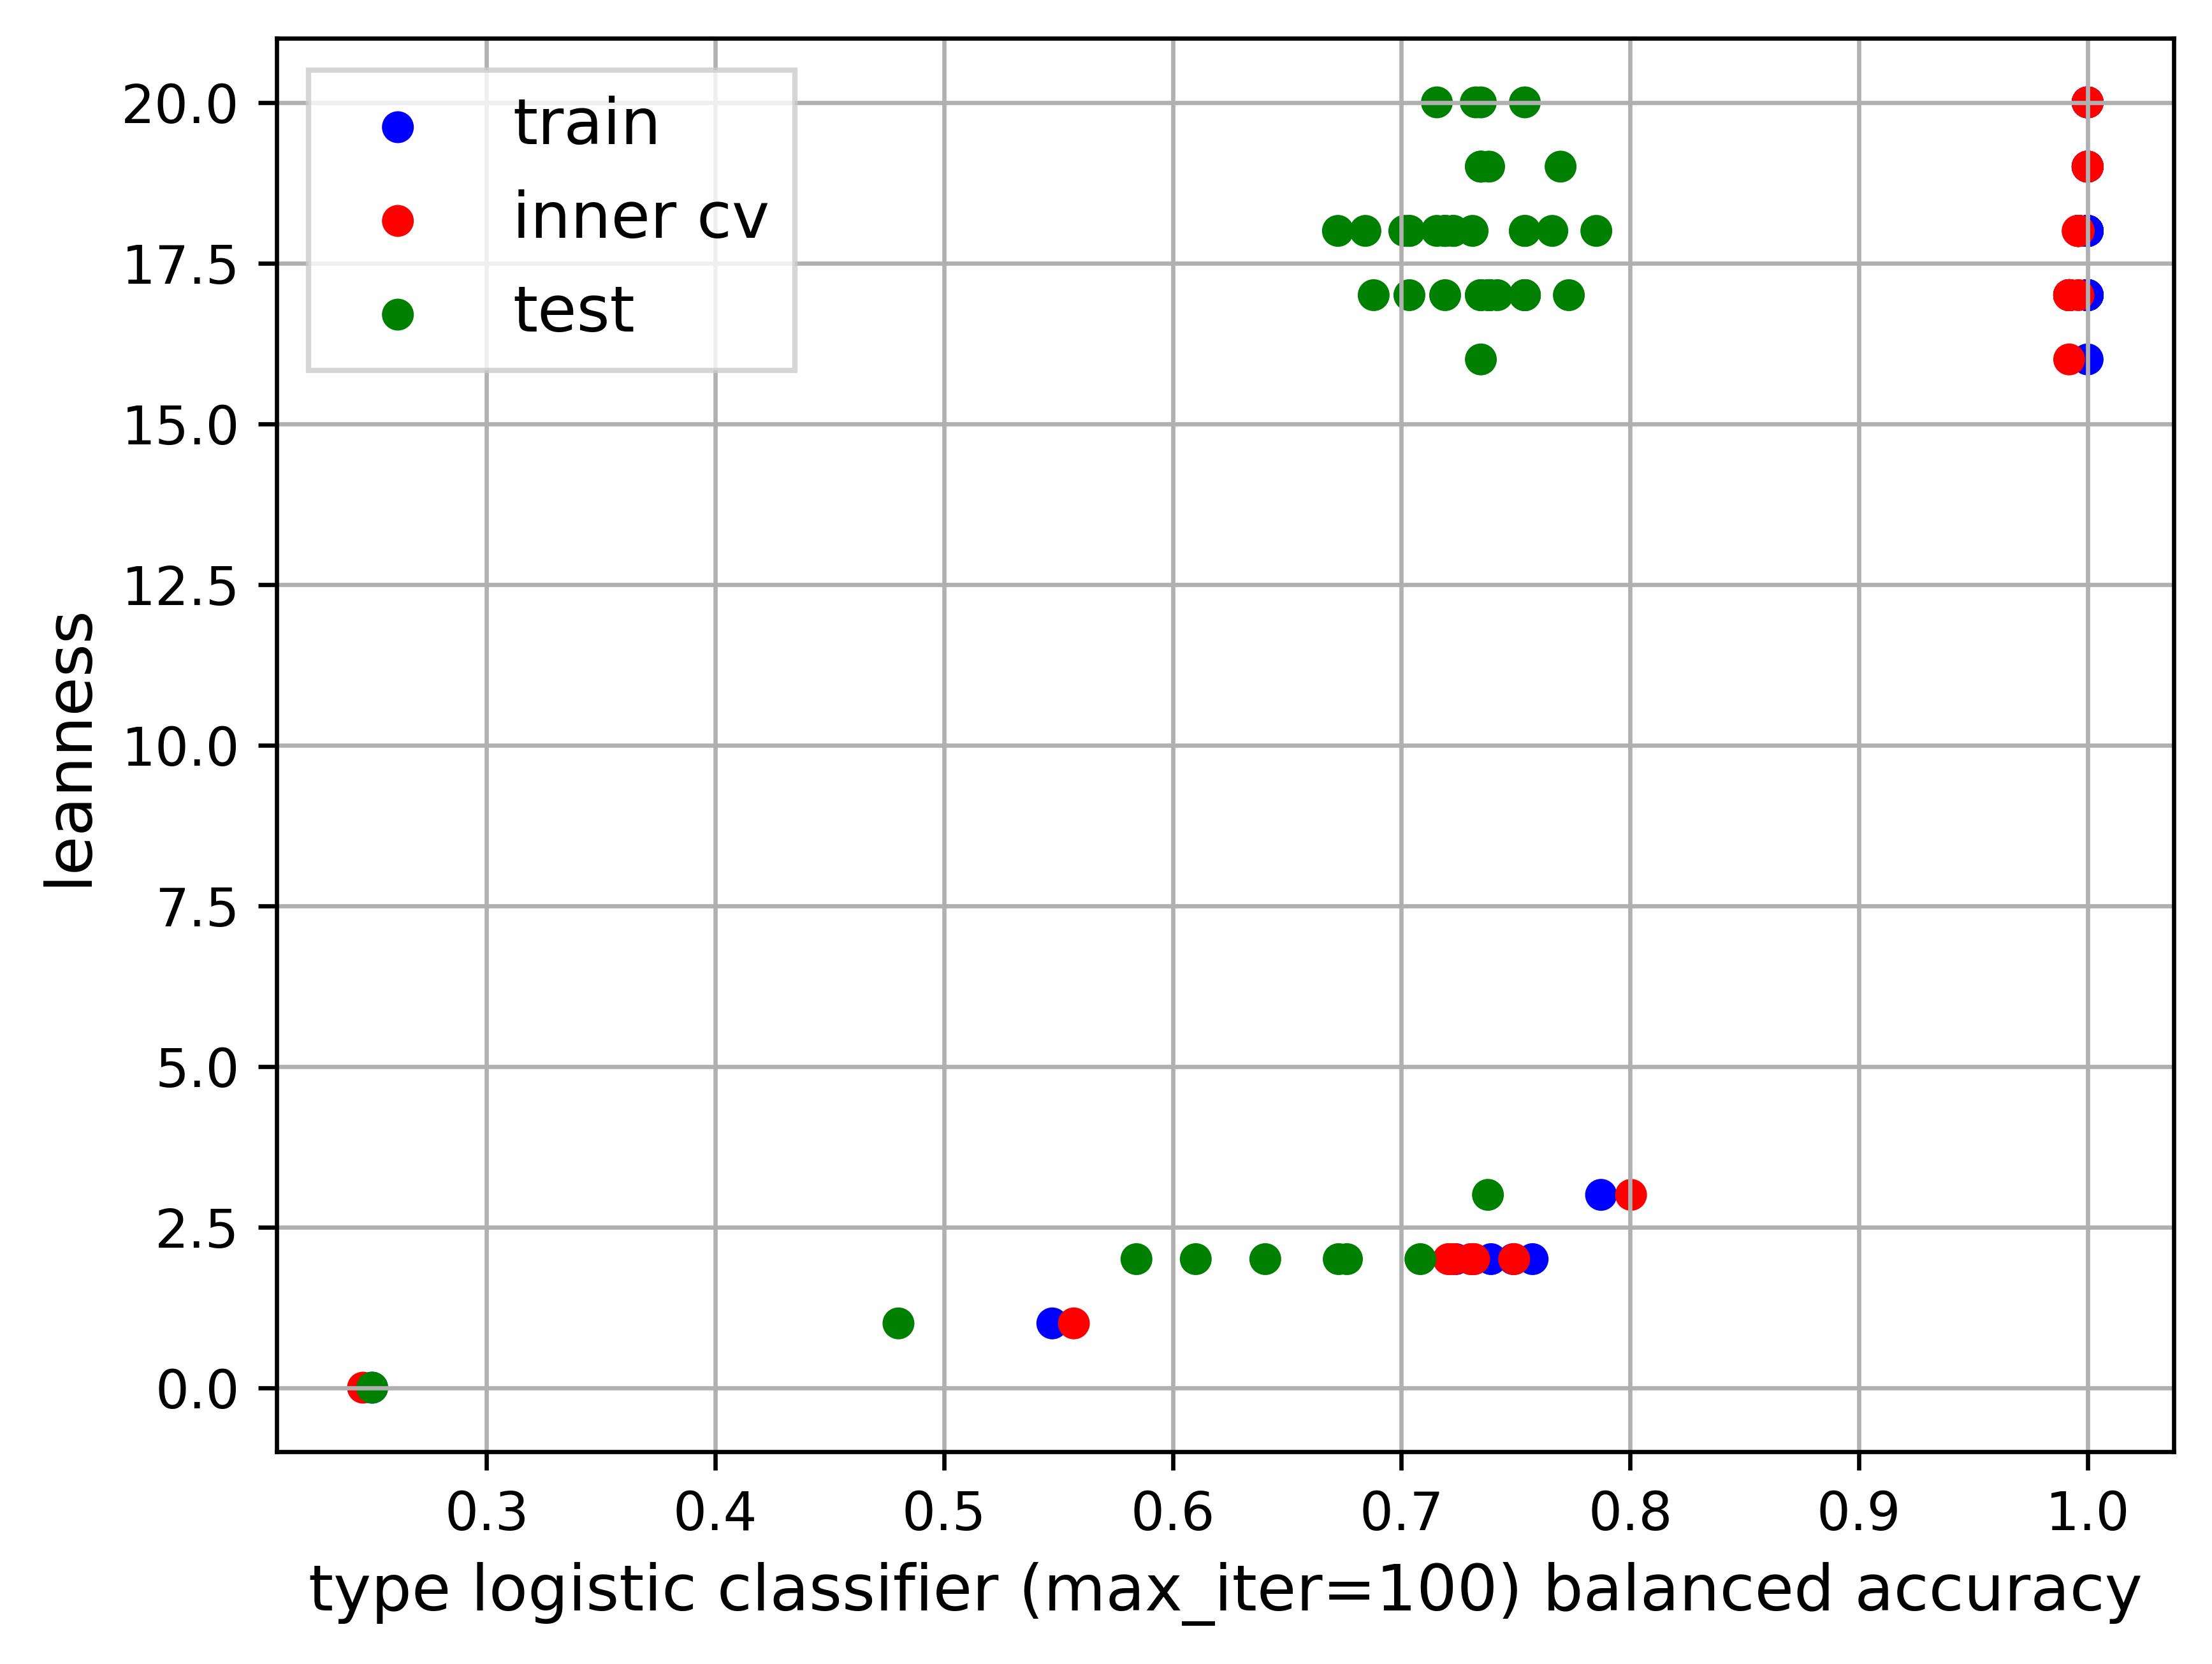 train
inner cv
test
20.0
17.5
15.0
12.5
10.0
7.5
5.0
2.5
0.0
leanness
0.3 0.4 0.5 0.6 0.7 0.8 0.9 1.0
type logistic classifier (max_iter=100) balanced accuracy